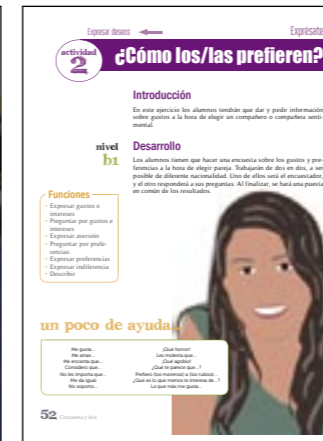 Expresar deseos
Exprésate
actividad
2
¿Cómo los/las prefieren?
Introducción
En este ejercicio los alumnos tendrán que dar y pedir información
sobre gustos a la hora de elegir un compañero o compañera senti-
mental.
nivel
b1
Desarrollo
Los alumnos tienen que hacer una encuesta sobre los gustos y pre-
ferencias a la hora de elegir pareja. Trabajarán de dos en dos, a ser
posible de diferente nacionalidad. Uno de ellos será el encuestador,
y el otro responderá a sus preguntas. Al finalizar, se hará una puesta
en común de los resultados.
Funciones
- Expresar gustos e
intereses
- Preguntar por gustos e
intereses
- Expresar aversión
- Preguntar por prefe-
rencias
- Expresar preferencias
- Expresar indiferencia
- Describir
un poco de ayuda
Me gusta...
Me atrae...
Me encanta que...
Considero que...
No les importa que...
Me da igual
No soporto...
¡Qué horror!
Les molesta que...
¡Qué agobio!
¿Qué te parece que...?
Prefiero (los morenos) a (los rubios)...
¿Qué es lo que menos te interesa de...?
Lo que más me gusta...
52 Cincuenta y dos